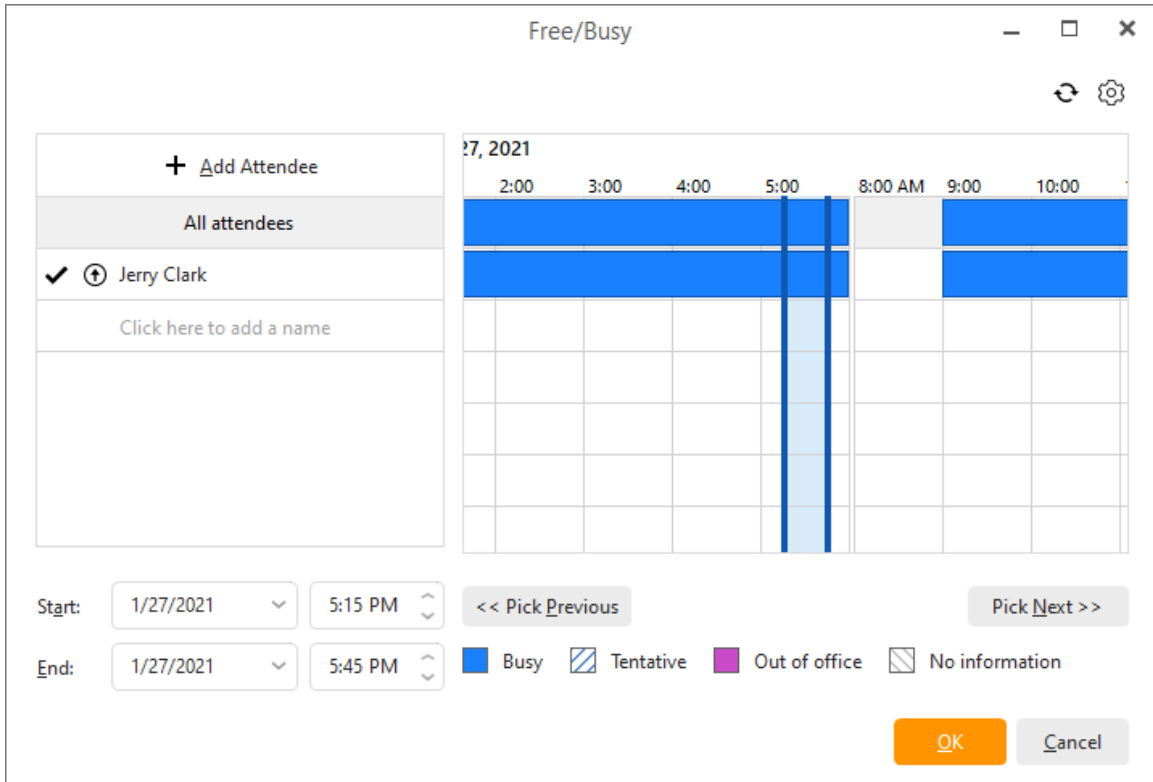 Free/Busy
Add Attendee
27, 2021
2:00 3:00 4:00 5:00 8:00 AM 9:00 10:00
All attendees
Jerry Clark
Click here to add a name
Start: 1/27/2021 5:15 PM << Pick Previous Pick Next >>
End: 1/27/2021 5:45 PM Busy Tentative Out of office No information
OK Cancel